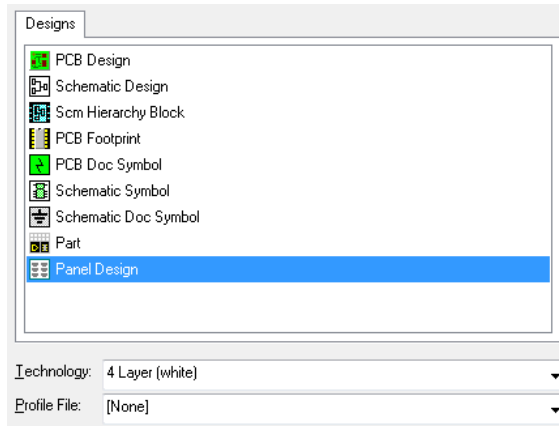 Designs
PCB Design
Schematic Design
Scm Hierarchy Block
PCB Footprint
PCB Doc Symbol
Schematic Symbol
Schematic Doc Symbol
Part
Panel Design
Technology: 4 Layer (white)
Profile File: [None]